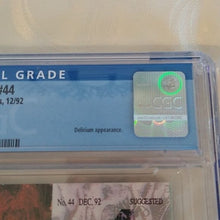 L GRADE
#44
s, 12/92
CGC
Delirium appearance.
No. 44 DEC. 92 SUGGESTED